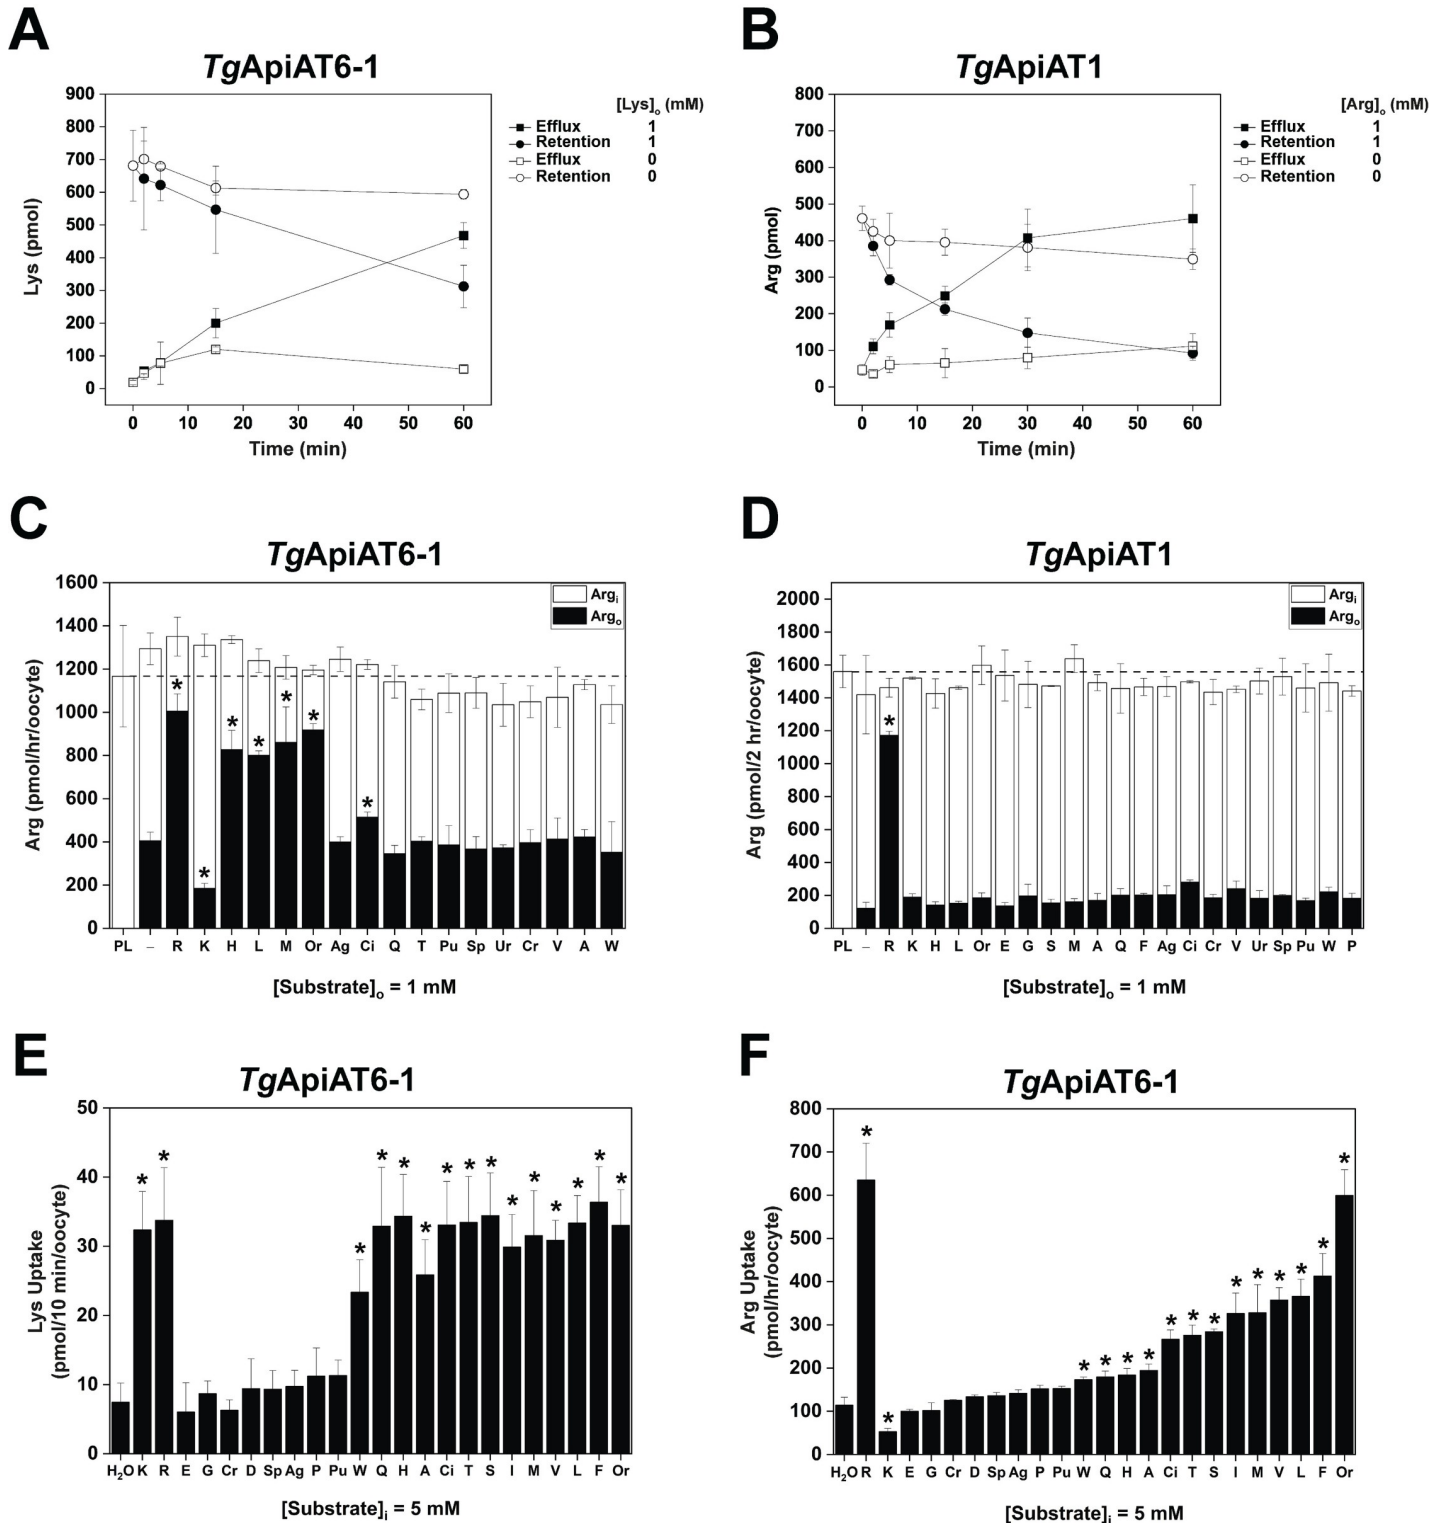 A
TgApiAT6-1
900
800
700
600
500
400
300
200
100
0
Lys (pmol)
0 10 20 30 40 50 60
Time (min)
[Lys]o (mM)
Efflux 1
Retention 1
Efflux 0
Retention 0
B
TgApiAT1
800
700
600
500
400
300
200
100
0
Arg (pmol)
0 10 20 30 40 50 60
Time (min)
[Arg]o (mM)
Efflux 1
Retention 1
Efflux 0
Retention 0
C
TgApiAT6-1
1600
1400
1200
1000
800
600
400
200
0
Arg (pmol/hr/oocyte)
Argi
Argo
* * * * * * *
PL – R K H L M Or Ag Ci Q T Pu Sp Ur Cr V A W
[Substrate]o = 1 mM
D
TgApiAT1
2000
1800
1600
1400
1200
1000
800
600
400
200
0
Arg (pmol/2 hr/oocyte)
Argi
Argo
*
PL – R K H L Or E G S M A Q F Ag Ci Cr V Ur Sp Pu W P
[Substrate]o = 1 mM
E
TgApiAT6-1
50
40
30
20
10
0
Lys Uptake
(pmol/10 min/oocyte)
* * * * * * * * * * * * * * *
H2O K R E G Cr D Sp Ag P Pu W Q H A Ci T S I M V L F Or
[Substrate]i = 5 mM
F
TgApiAT6-1
800
700
600
500
400
300
200
100
0
Arg Uptake
(pmol/hr/oocyte)
* * * * * * * * * * * * * * *
H2O R K E G Cr D Sp Ag P Pu W Q H A Ci T S I M V L F Or
[Substrate]i = 5 mM